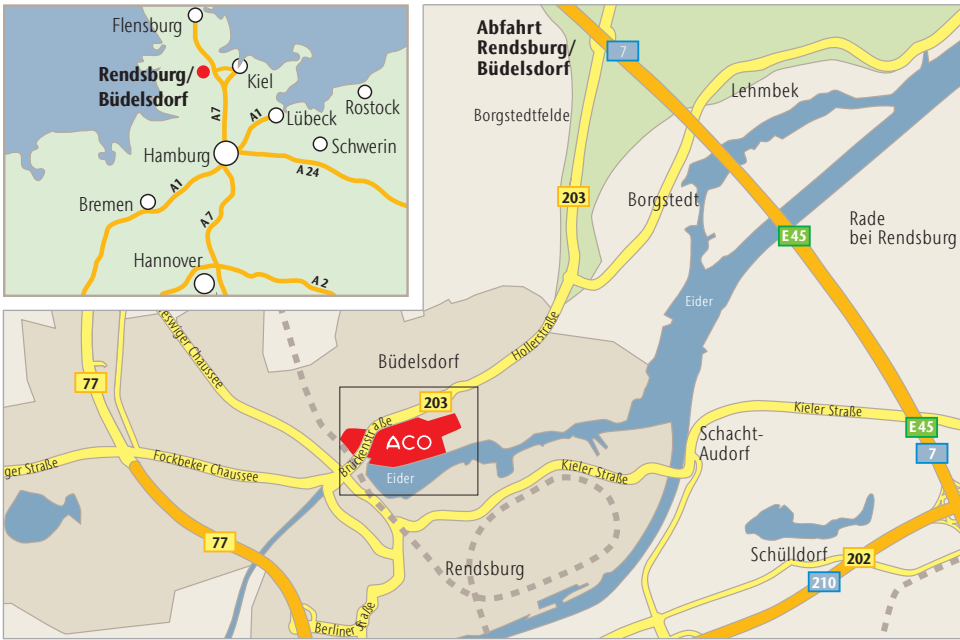 Flensburg
Rendsburg/
Büdelsdorf
Kiel
A7
A1
Lübeck
Rostock
Schwerin
Hamburg
A 24
A1
Bremen
A7
Hannover
A 2
Abfahrt
Rendsburg/
Büdelsdorf
7
Lehmbek
Borgstedtfelde
203
Borgstedt
Rade
bei Rendsburg
E45
Eider
Hollerstraße
eswiger Chaussee
Büdelsdorf
77
203
Kieler Straße
Brückenstraße
ACO
E45
Schacht-
Audorf
7
ger Straße
Fockbeker Chaussee
Eider
Kieler Straße
77
Rendsburg
Schülldorf
202
210
Berliner Straße